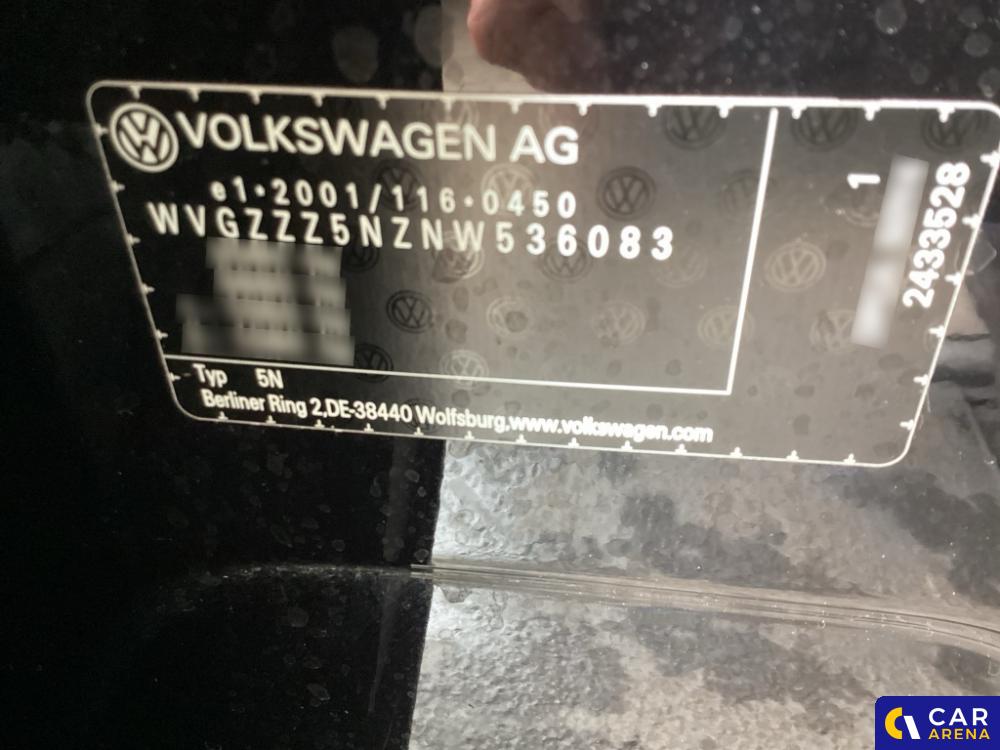 VOLKSWAGEN AG
e1*2001/116*0450
WVGZZZ5NZNW536083
Typ 5N
Berliner Ring 2,DE-38440 Wolfsburg,www.volkswagen.com
1
2433528
CAR
ARENA